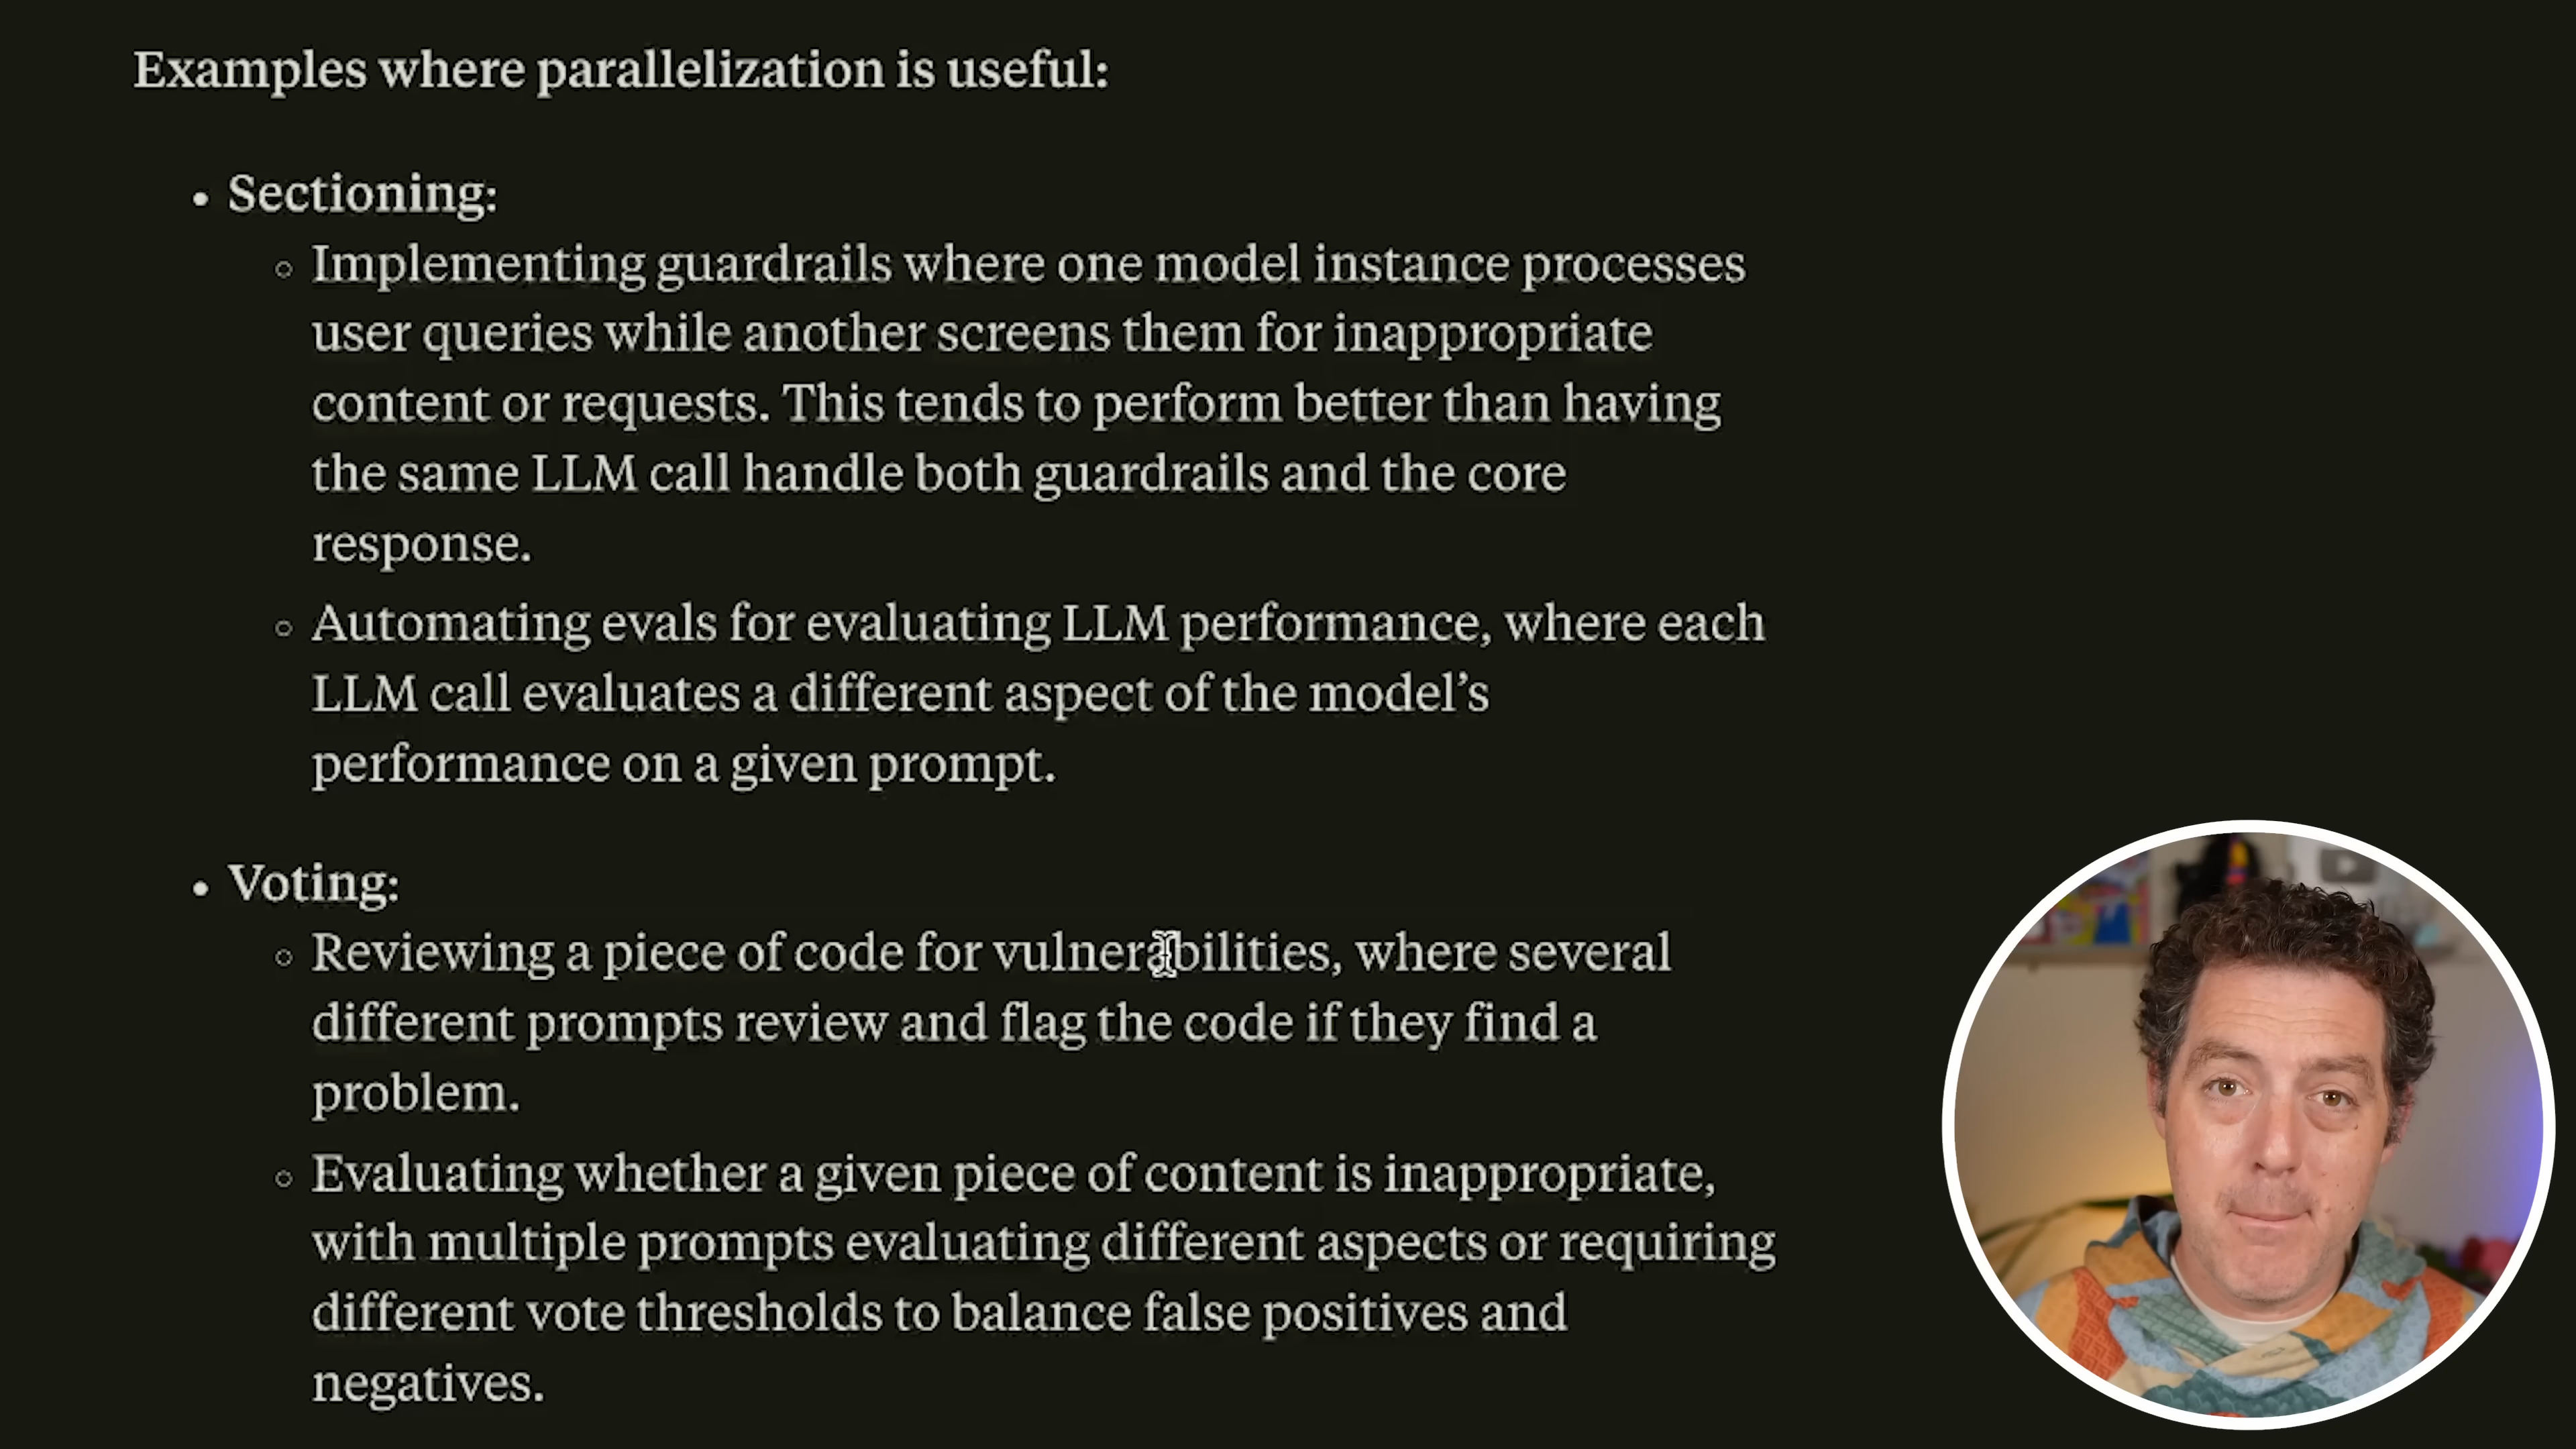 Examples where parallelization is useful:
• Sectioning:
○ Implementing guardrails where one model instance processes
user queries while another screens them for inappropriate
content or requests. This tends to perform better than having
the same LLM call handle both guardrails and the core
response.
○ Automating evals for evaluating LLM performance, where each
LLM call evaluates a different aspect of the model’s
performance on a given prompt.
• Voting:
○ Reviewing a piece of code for vulnerabilities, where several
different prompts review and flag the code if they find a
problem.
○ Evaluating whether a given piece of content is inappropriate,
with multiple prompts evaluating different aspects or requiring
different vote thresholds to balance false positives and
negatives.